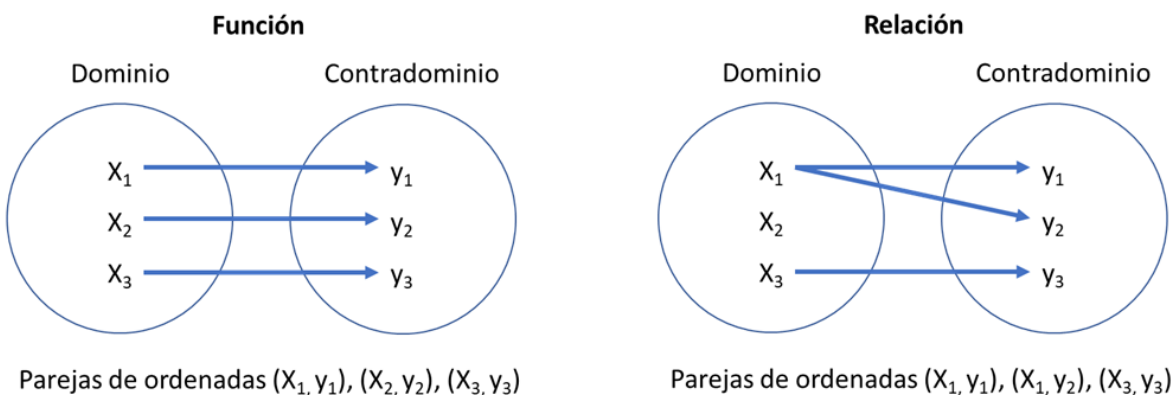 Función
Dominio Contradominio
X₁ y₁
X₂ y₂
X₃ y₃
Parejas de ordenadas (X₁, y₁), (X₂, y₂), (X₃, y₃)
Relación
Dominio Contradominio
X₁ y₁
X₂ y₂
X₃ y₃
Parejas de ordenadas (X₁, y₁), (X₁, y₂), (X₃, y₃)